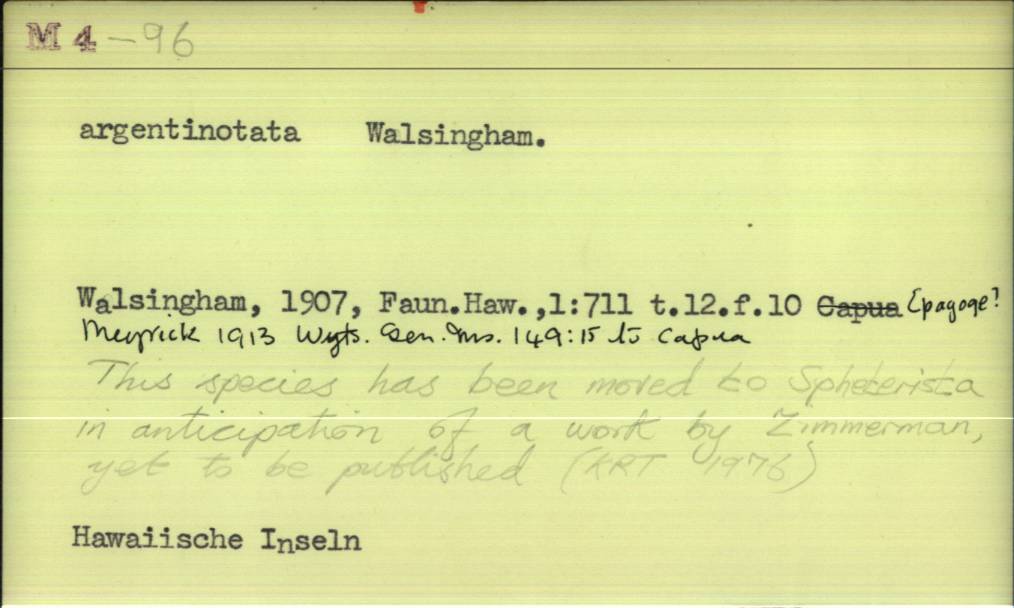 M 4 -96
argentinotata Walsingham.
Walsingham, 1907, Faun.Haw.,1:711 t.12.f.10 Capua Epagoge?
Meyrick 1913 Wyts. Gen. Ins. 149:15 to Capua
This species has been moved to Spheterista
in anticipation of a work by Zimmerman,
yet to be published (KRT 1976)
Hawaiische Inseln